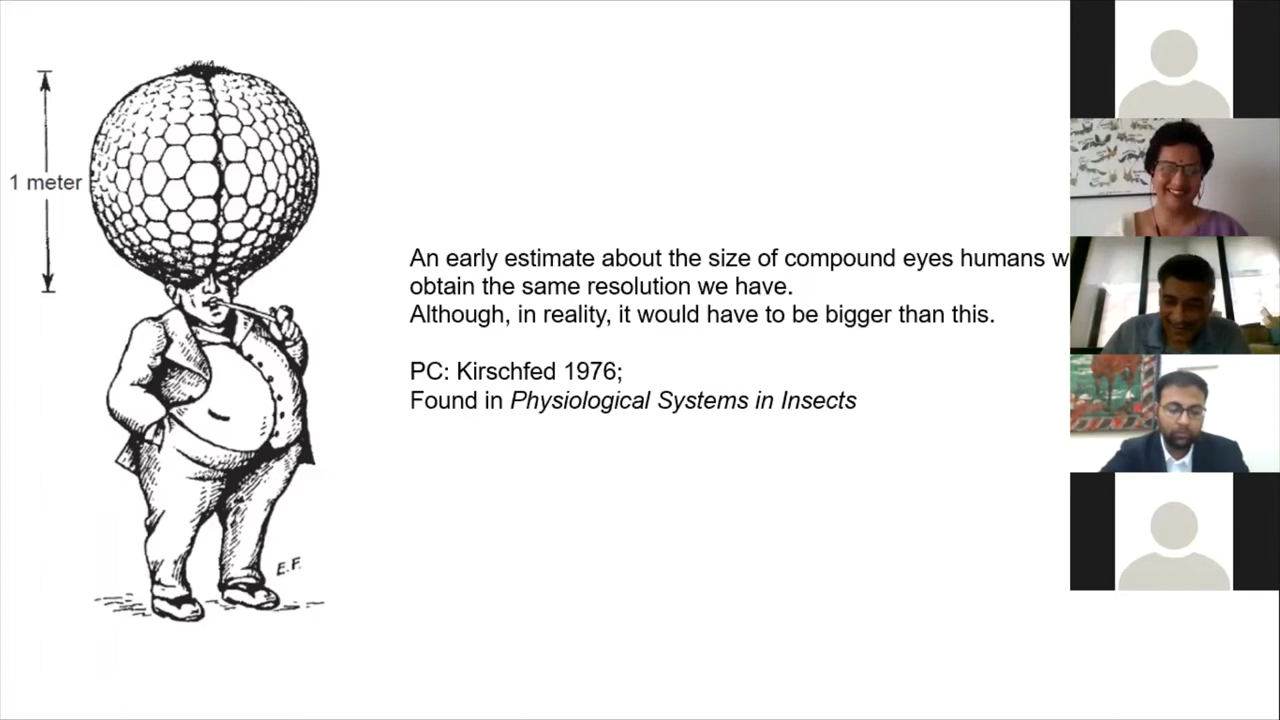 1 meter
An early estimate about the size of compound eyes humans
obtain the same resolution we have.
Although, in reality, it would have to be bigger than this.
PC: Kirschfed 1976;
Found in Physiological Systems in Insects
E.F.